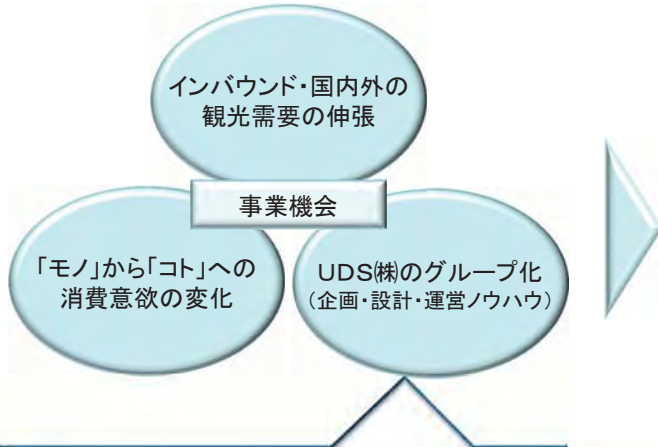 インバウンド・国内外の
観光需要の伸張
事業機会
「モノ」から「コト」への
消費意欲の変化
UDS㈱のグループ化
（企画・設計・運営ノウハウ）